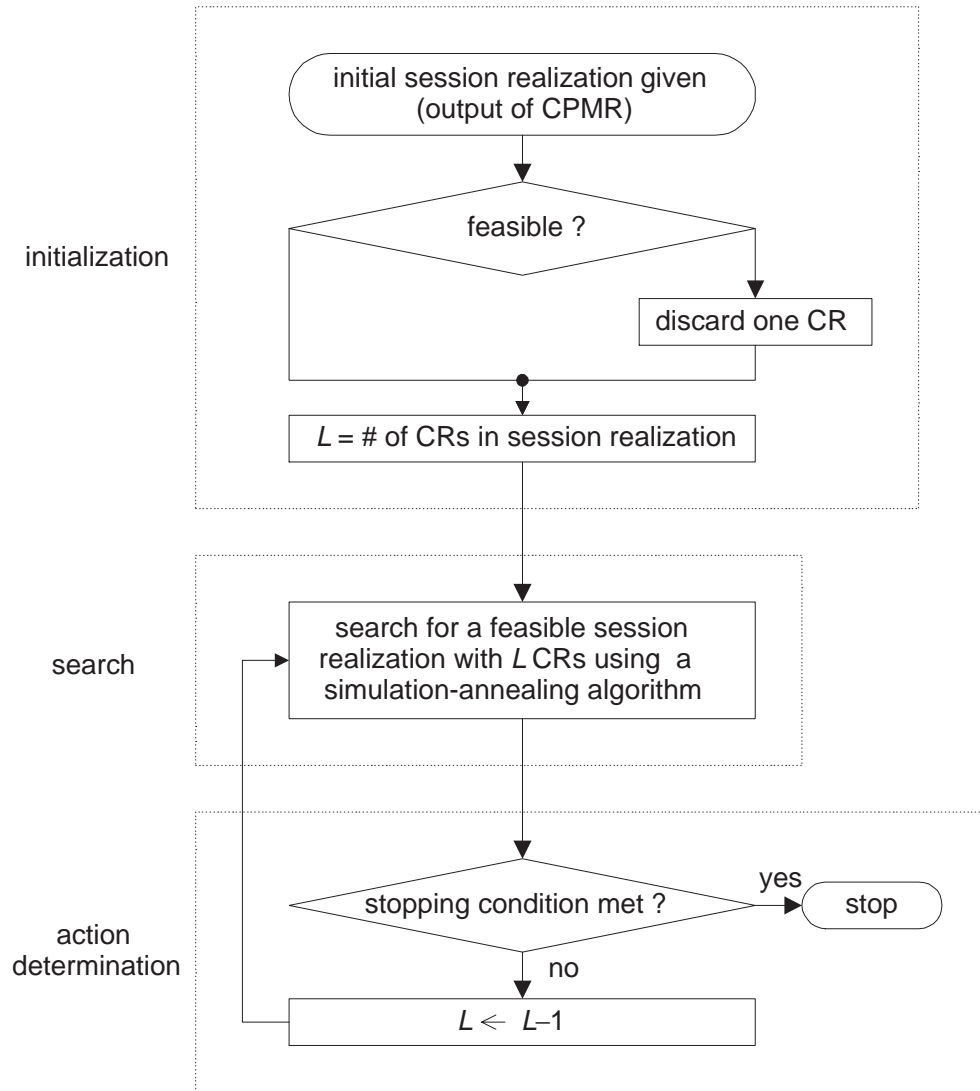 initial session realization given
(output of CPMR)
feasible ?
initialization
discard one CR
L = # of CRs in session realization
search for a feasible session
realization with L CRs using a
simulation-annealing algorithm
search
stopping condition met ?
yes
stop
action
determination
no
L ← L–1